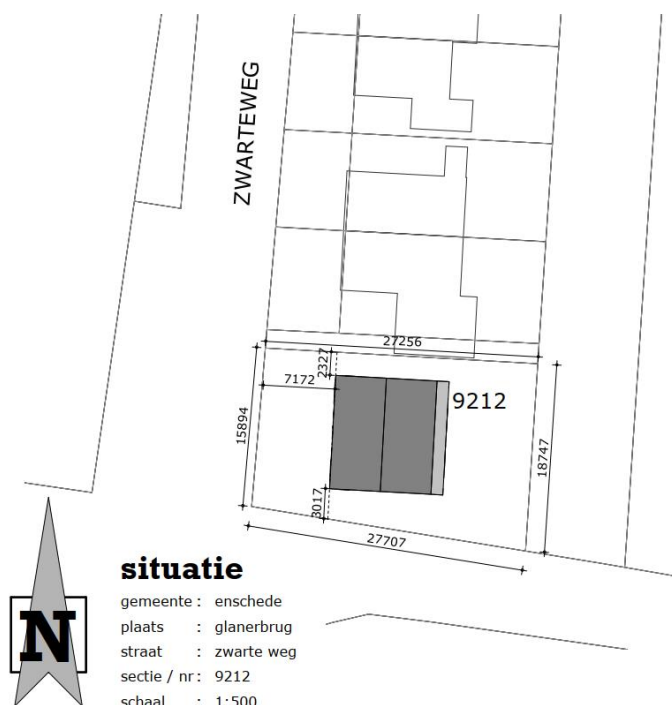 ZWARTEWEG
27256
2327
7172
9212
15894
18747
3017
27707
situatie
gemeente : enschede
plaats : glanerbrug
straat : zwarte weg
sectie / nr : 9212
schaal : 1:500
N